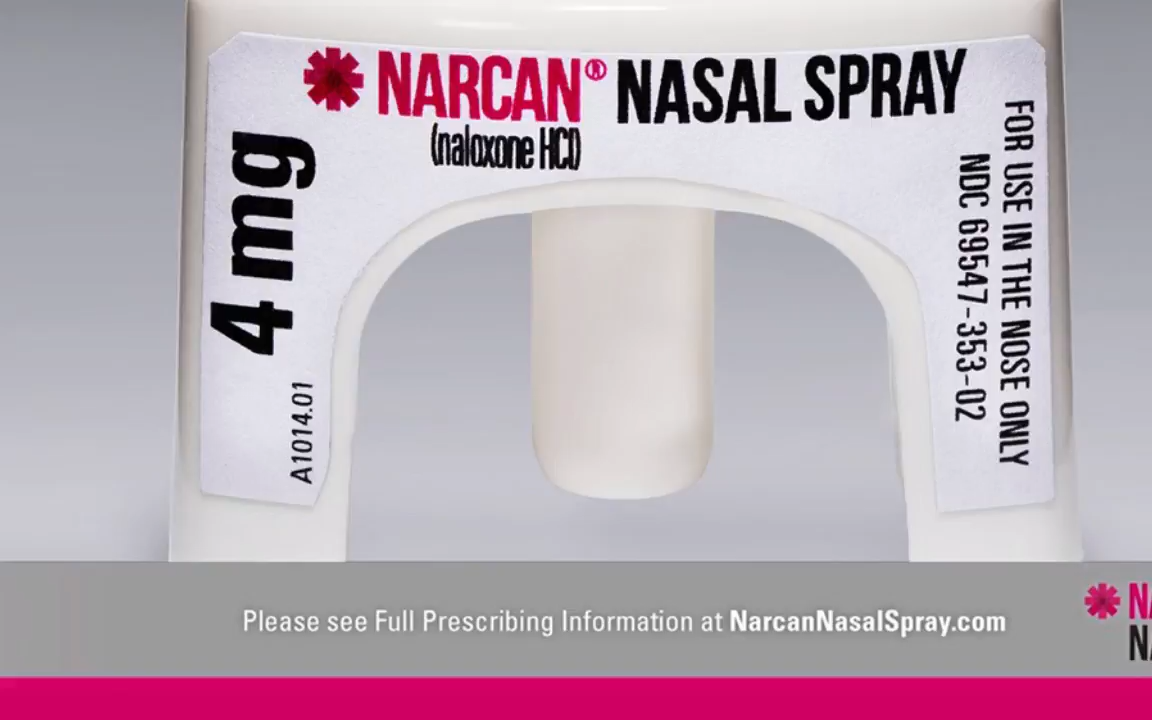 NARCAN® NASAL SPRAY
(naloxone HCl)
4 mg
A1014.01
FOR USE IN THE NOSE ONLY
NDC 69547-353-02
Please see Full Prescribing Information at NarcanNasalSpray.com